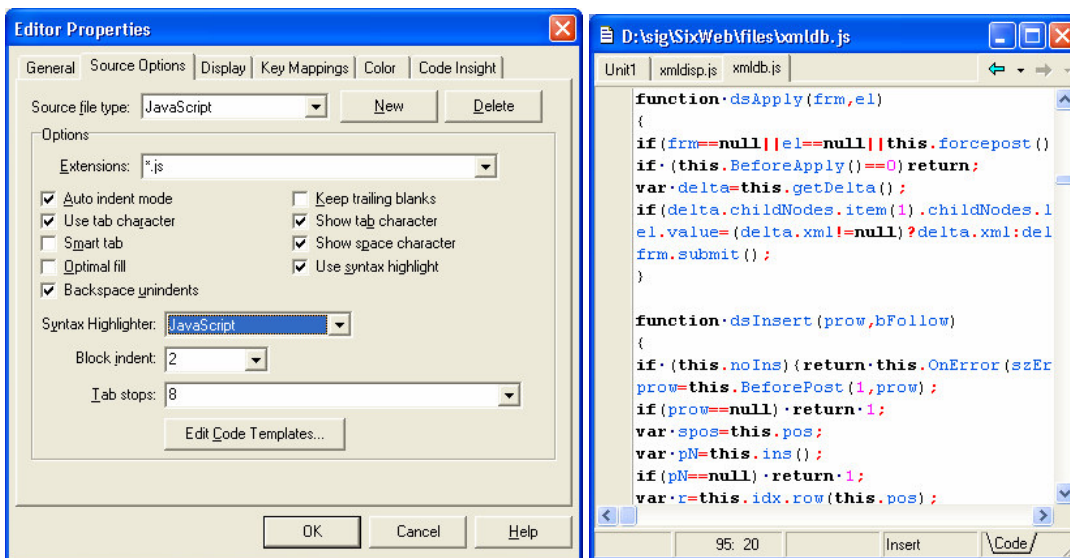 Editor Properties
General Source Options Display Key Mappings Color Code Insight
Source file type: JavaScript New Delete
Options
Extensions: *.js
Auto indent mode
Keep trailing blanks
Use tab character
Show tab character
Smart tab
Show space character
Optimal fill
Use syntax highlight
Backspace unindents
Syntax Highlighter: JavaScript
Block indent: 2
Tab stops: 8
Edit Code Templates...
OK Cancel Help
D:\sig\SixWeb\files\xmldb.js
Unit1 xmldisp.js xmldb.js
function·dsApply(frm,el)
{
if(frm==null||el==null||this.forcepost()
if·(this.BeforeApply()==0)return;
var·delta=this.getDelta();
if(delta.childNodes.item(1).childNodes.l
el.value=(delta.xml!=null)?delta.xml:del
frm.submit();
}
function·dsInsert(prow,bFollow)
{
if·(this.noIns){return·this.OnError(szEr
prow=this.BeforePost(1,prow);
if(prow==null)·return·1;
var·spos=this.pos;
var·pN=this.ins();
if(pN==null)·return·1;
var·r=this.idx.row(this.pos);
95: 20 Insert \Code/